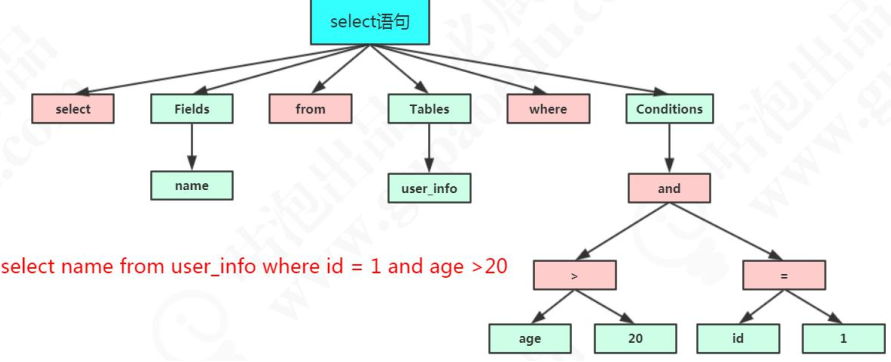 select语句
select
Fields
from
Tables
where
Conditions
name
user_info
and
select name from user_info where id = 1 and age >20
>
=
age
20
id
1